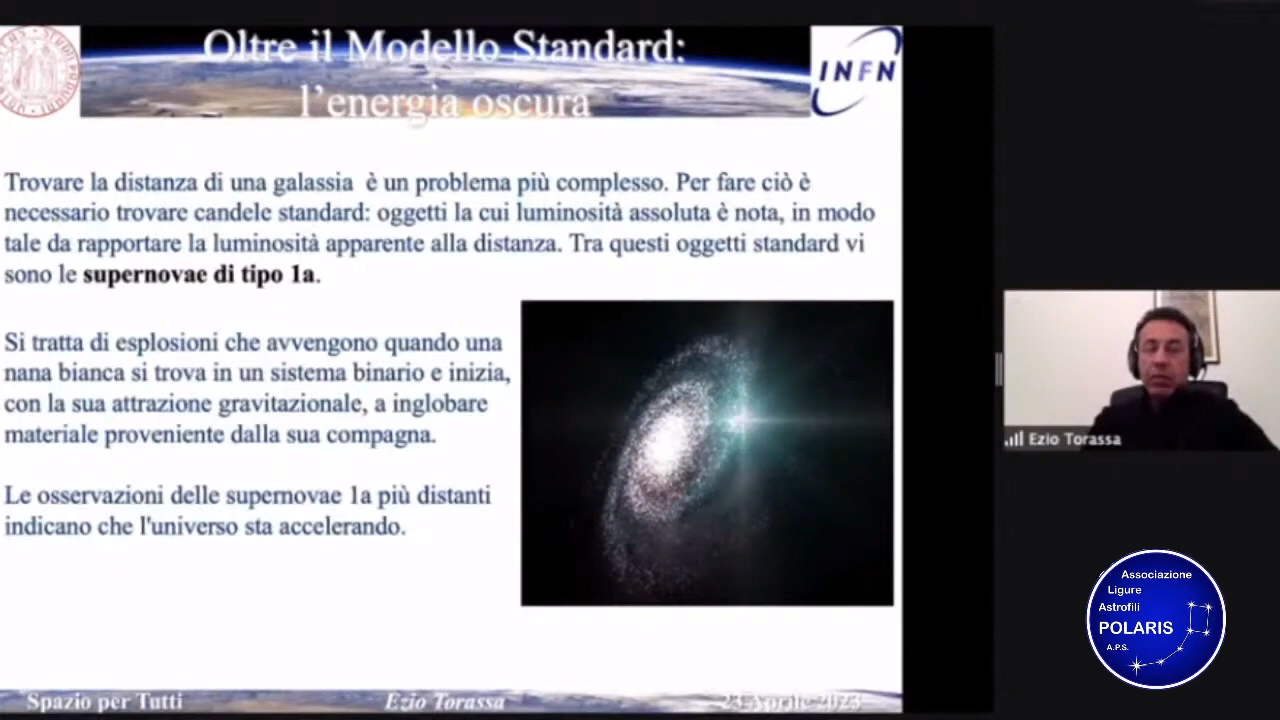 Oltre il Modello Standard:
l’energia oscura
INFN
Trovare la distanza di una galassia è un problema più complesso. Per fare ciò è
necessario trovare candele standard: oggetti la cui luminosità assoluta è nota, in modo
tale da rapportare la luminosità apparente alla distanza. Tra questi oggetti standard vi
sono le supernovae di tipo 1a.
Si tratta di esplosioni che avvengono quando una
nana bianca si trova in un sistema binario e inizia,
con la sua attrazione gravitazionale, a inglobare
materiale proveniente dalla sua compagna.
Le osservazioni delle supernovae 1a più distanti
indicano che l'universo sta accelerando.
Spazio per Tutti
Ezio Torassa
23 Aprile 2023
Ezio Torassa
Associazione
Ligure
Astrofili
POLARIS
A.P.S.